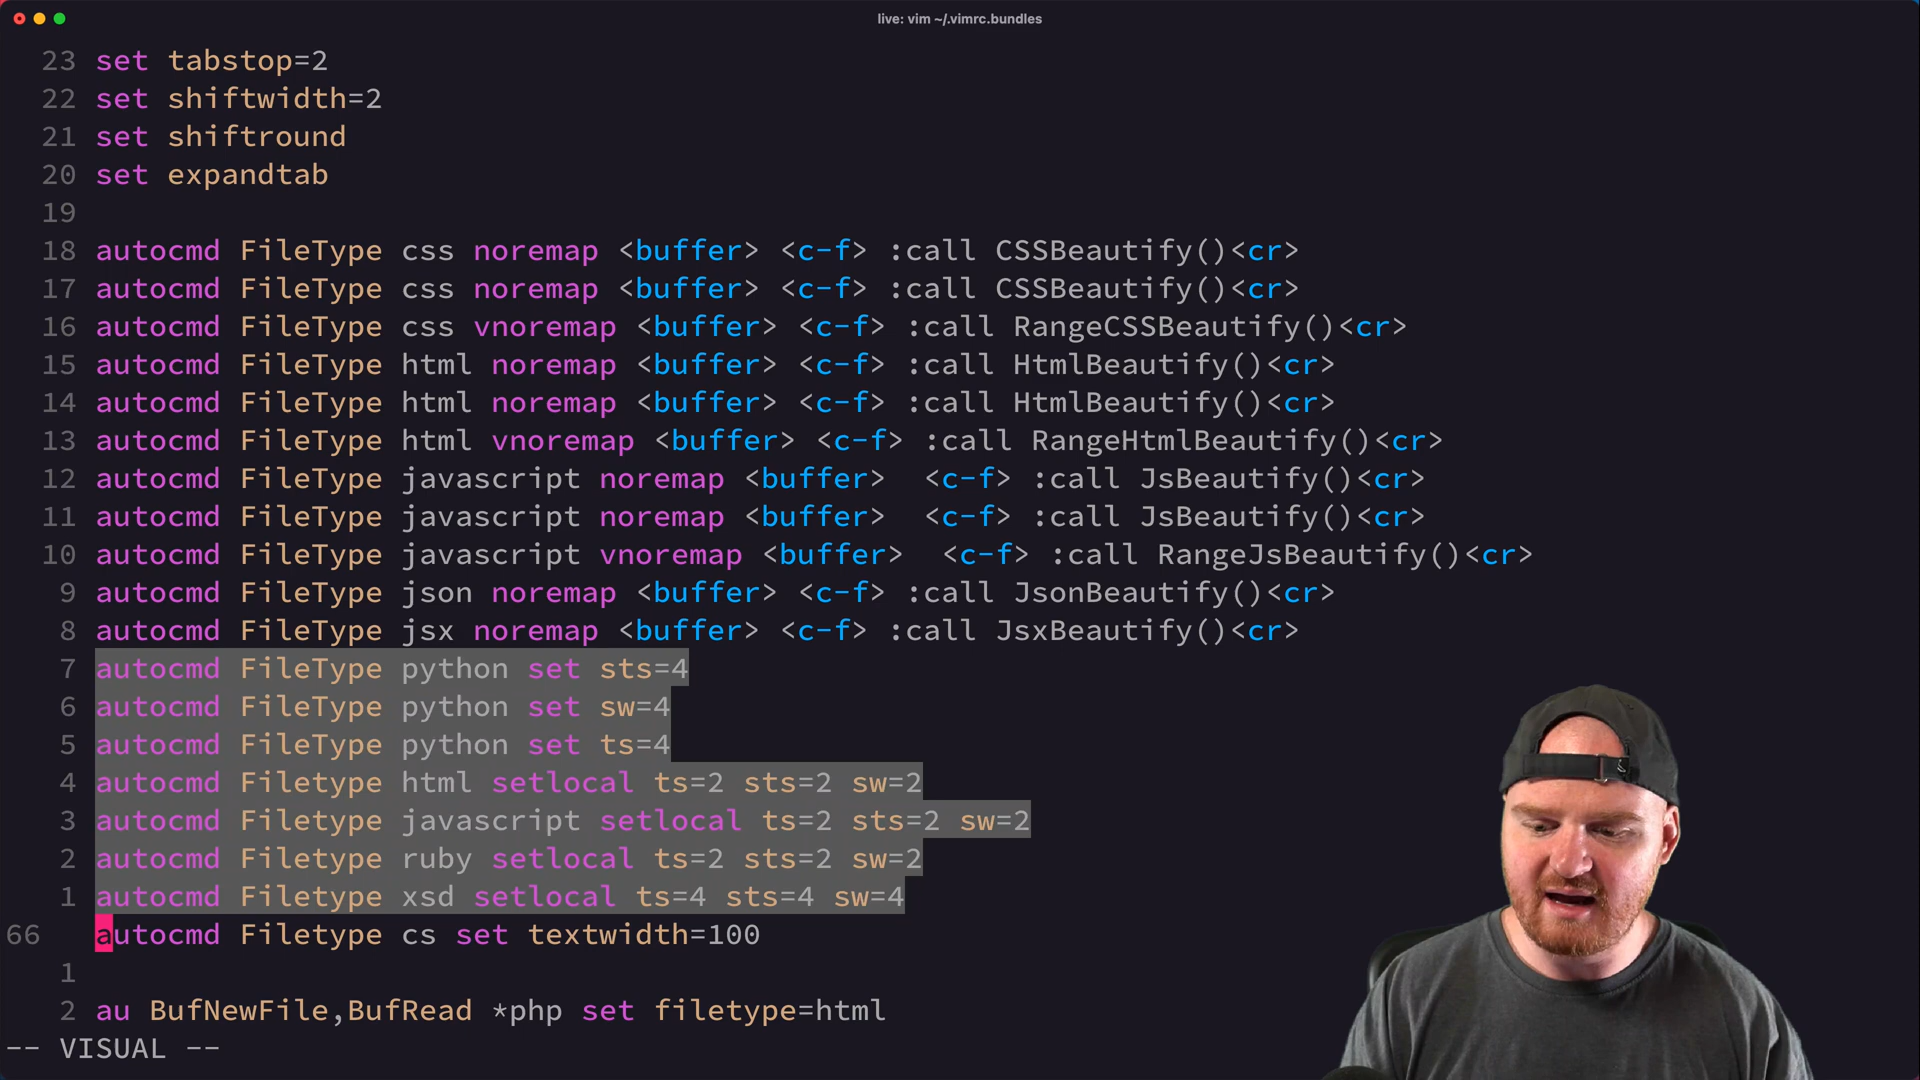 live: vim ~/.vimrc.bundles
23 set tabstop=2
22 set shiftwidth=2
21 set shiftround
20 set expandtab
19
18 autocmd FileType css noremap <buffer> <c-f> :call CSSBeautify()<cr>
17 autocmd FileType css noremap <buffer> <c-f> :call CSSBeautify()<cr>
16 autocmd FileType css vnoremap <buffer> <c-f> :call RangeCSSBeautify()<cr>
15 autocmd FileType html noremap <buffer> <c-f> :call HtmlBeautify()<cr>
14 autocmd FileType html noremap <buffer> <c-f> :call HtmlBeautify()<cr>
13 autocmd FileType html vnoremap <buffer> <c-f> :call RangeHtmlBeautify()<cr>
12 autocmd FileType javascript noremap <buffer>  <c-f> :call JsBeautify()<cr>
11 autocmd FileType javascript noremap <buffer>  <c-f> :call JsBeautify()<cr>
10 autocmd FileType javascript vnoremap <buffer>  <c-f> :call RangeJsBeautify()<cr>
9 autocmd FileType json noremap <buffer> <c-f> :call JsonBeautify()<cr>
8 autocmd FileType jsx noremap <buffer> <c-f> :call JsxBeautify()<cr>
7 autocmd FileType python set sts=4
6 autocmd FileType python set sw=4
5 autocmd FileType python set ts=4
4 autocmd Filetype html setlocal ts=2 sts=2 sw=2
3 autocmd Filetype javascript setlocal ts=2 sts=2 sw=2
2 autocmd Filetype ruby setlocal ts=2 sts=2 sw=2
1 autocmd Filetype xsd setlocal ts=4 sts=4 sw=4
66 autocmd Filetype cs set textwidth=100
1
2 au BufNewFile,BufRead *php set filetype=html
-- VISUAL --